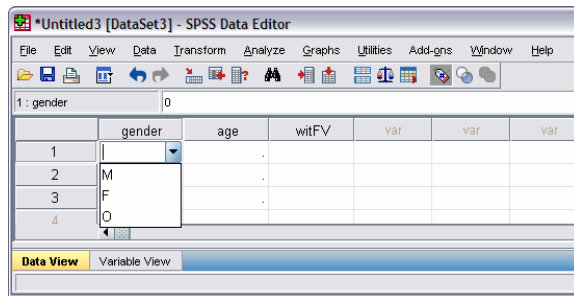 *Untitled3 [DataSet3] - SPSS Data Editor
File Edit View Data Transform Analyze Graphs Utilities Add-ons Window Help
1 : gender 0
gender age witFV var var var
1 .
2 M .
3 F .
4 O
Data View Variable View